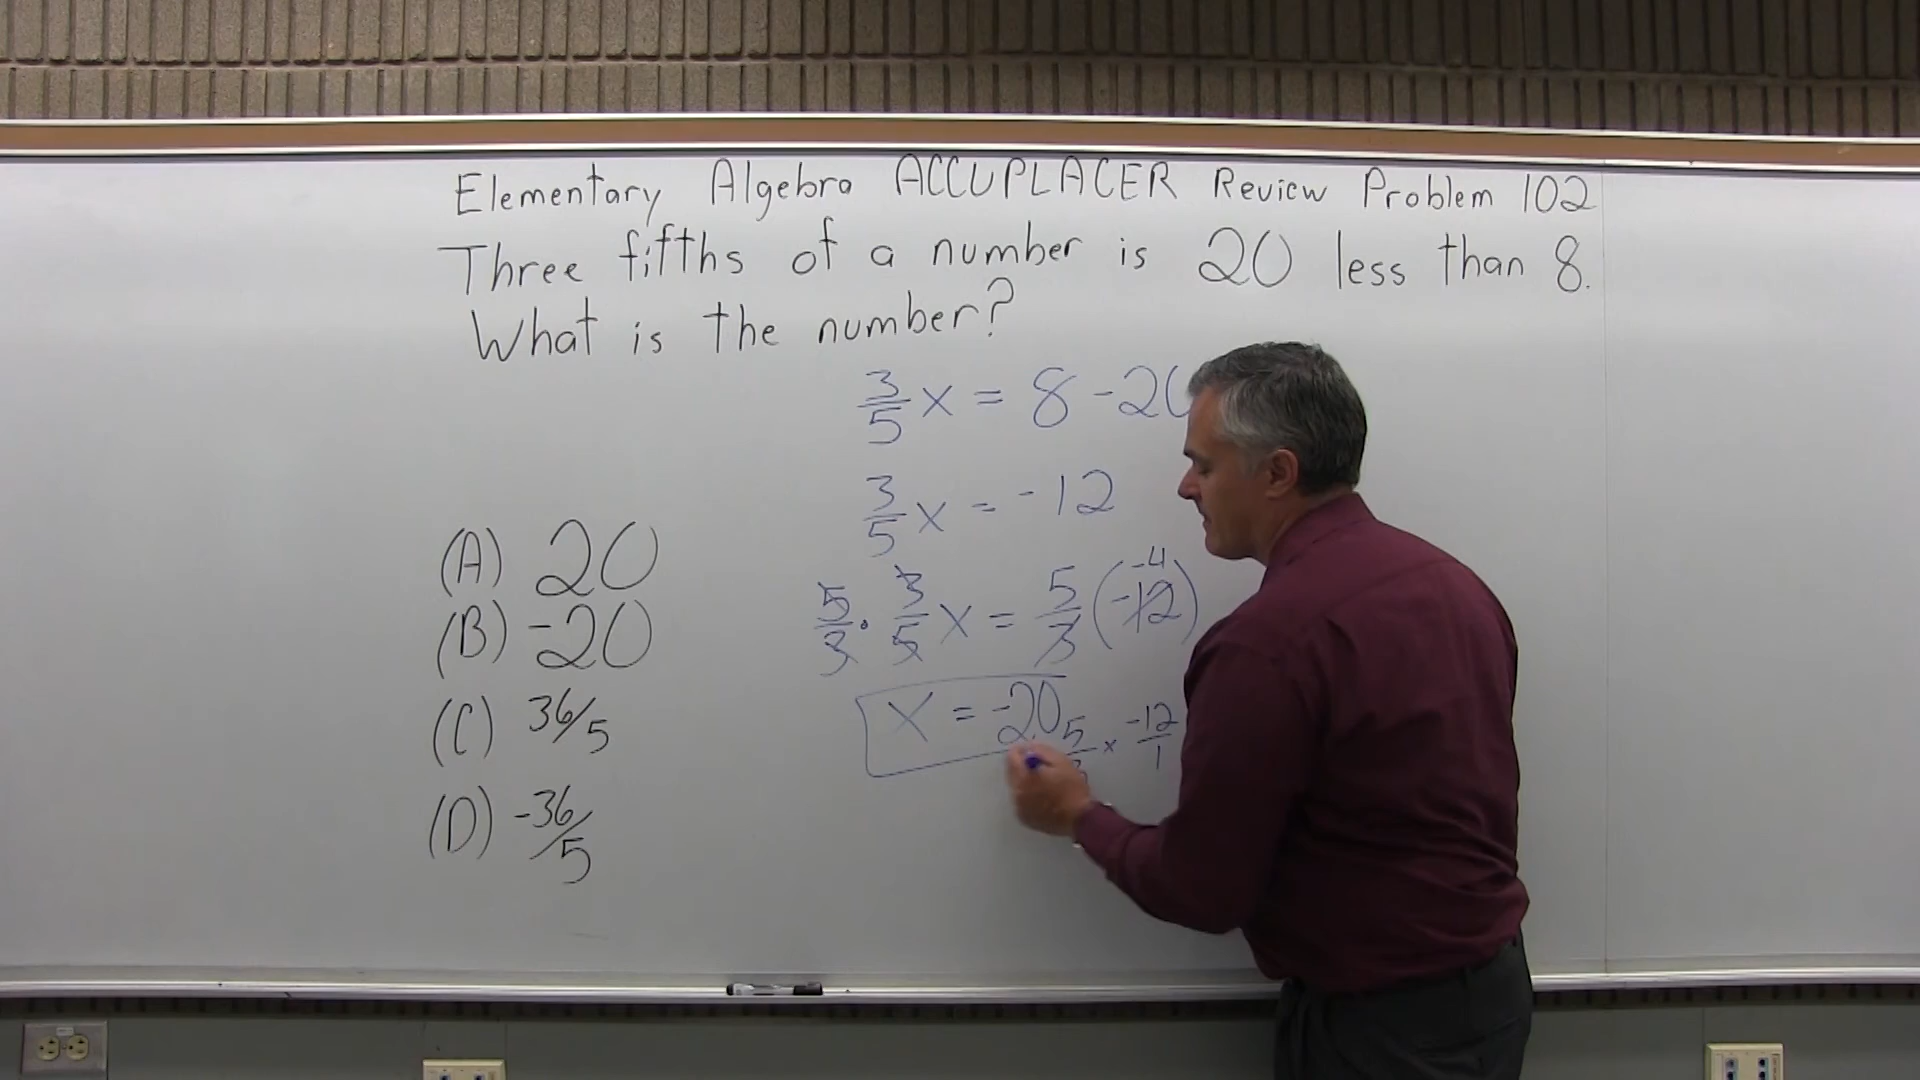 Elementary Algebra ACCUPLACER Review Problem 102
Three fifths of a number is 20 less than 8.
What is the number?
3/5 x = 8 - 20
3/5 x = -12
5/3 · 3/5 x = 5/3 (-12) -4
x = -20
5/3 x -12/1
(A) 20
(B) -20
(C) 36/5
(D) -36/5